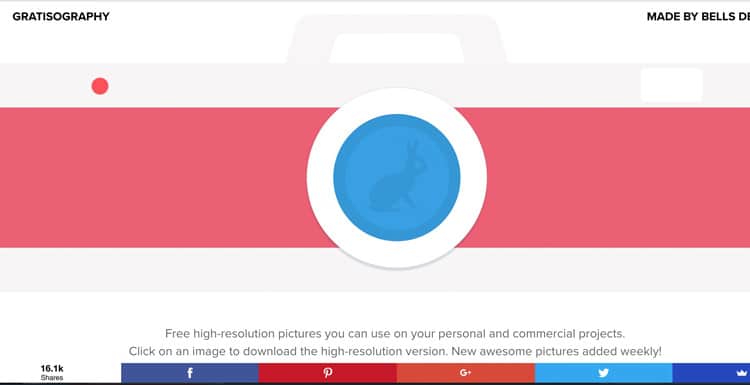 GRATISOGRAPHY
MADE BY BELLS DE
Free high-resolution pictures you can use on your personal and commercial projects.
Click on an image to download the high-resolution version. New awesome pictures added weekly!
16.1k
Shares